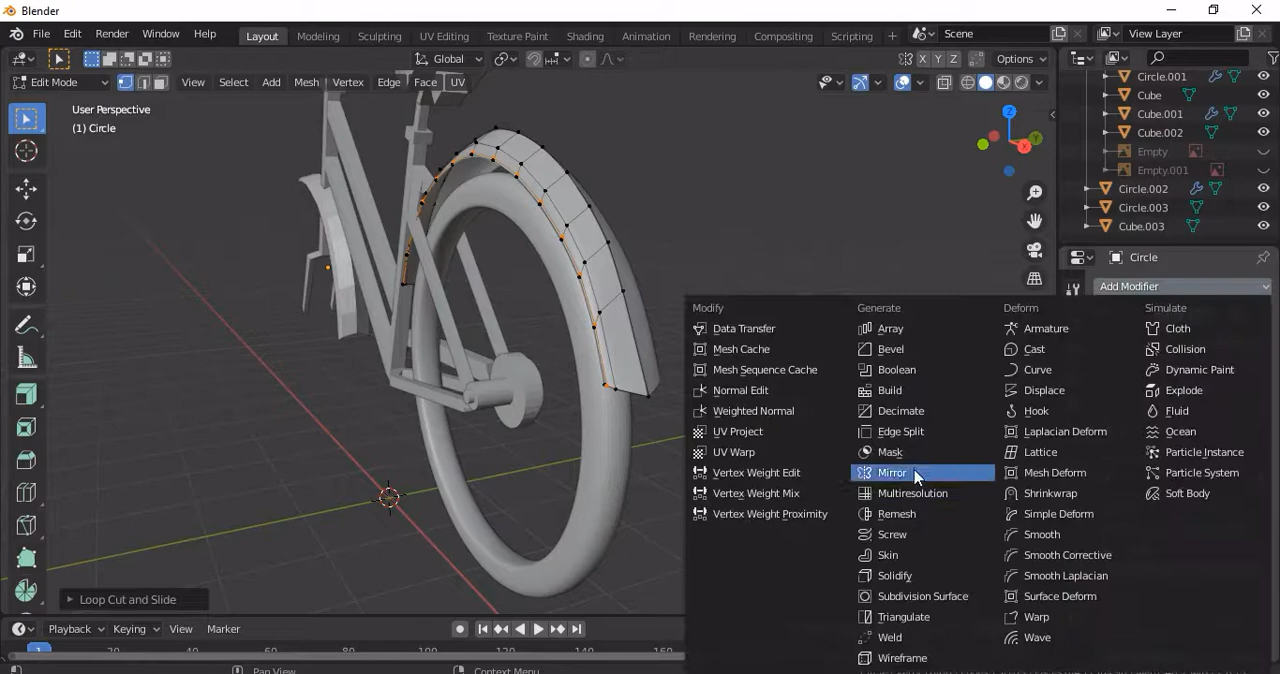 Blender
File Edit Render Window Help Layout Modeling Sculpting UV Editing Texture Paint Shading Animation Rendering Compositing Scripting + Scene View Layer
Global X Y Z Options
Edit Mode View Select Add Mesh Vertex Edge Face UV
User Perspective
(1) Circle
Z
Y
X
Circle.001
Cube
Cube.001
Cube.002
Empty
Empty.001
Circle.002
Circle.003
Cube.003
Circle
Add Modifier
Modify Generate Deform Simulate
Data Transfer Array Armature Cloth
Mesh Cache Bevel Cast Collision
Mesh Sequence Cache Boolean Curve Dynamic Paint
Normal Edit Build Displace Explode
Weighted Normal Decimate Hook Fluid
UV Project Edge Split Laplacian Deform Ocean
UV Warp Mask Lattice Particle Instance
Vertex Weight Edit Mirror Mesh Deform Particle System
Vertex Weight Mix Multiresolution Shrinkwrap Soft Body
Vertex Weight Proximity Remesh Simple Deform
Screw Smooth
Skin Smooth Corrective
Solidify Smooth Laplacian
Subdivision Surface Surface Deform
Triangulate Warp
Weld Wave
Wireframe
Loop Cut and Slide
Playback Keying View Marker
1 20 40 60 80 100 120 140 160
Pan View Context Menu